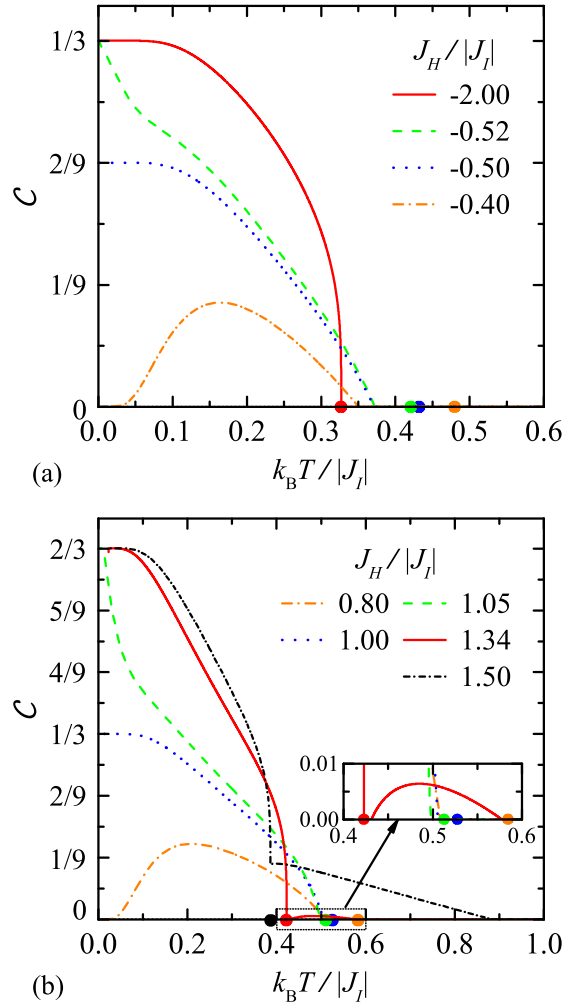 1/3
2/9
1/9
0
C
J_H / |J_I|
-2.00
-0.52
-0.50
-0.40
0.0 0.1 0.2 0.3 0.4 0.5 0.6
k_B T / |J_I|
(a)
2/3
5/9
4/9
1/3
2/9
1/9
0
C
J_H / |J_I|
0.80 1.05
1.00 1.34
1.50
0.01
0.00
0.4 0.5 0.6
0.0 0.2 0.4 0.6 0.8 1.0
k_B T / |J_I|
(b)